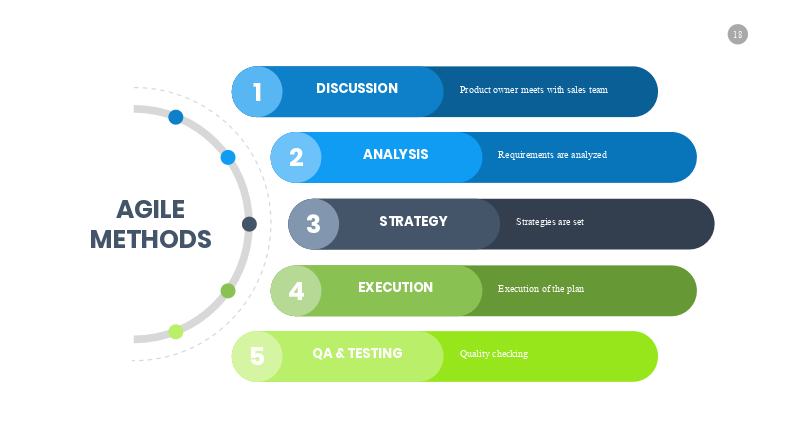 18
AGILE
METHODS
1 DISCUSSION Product owner meets with sales team
2 ANALYSIS Requirements are analyzed
3 STRATEGY Strategies are set
4 EXECUTION Execution of the plan
5 QA & TESTING Quality checking